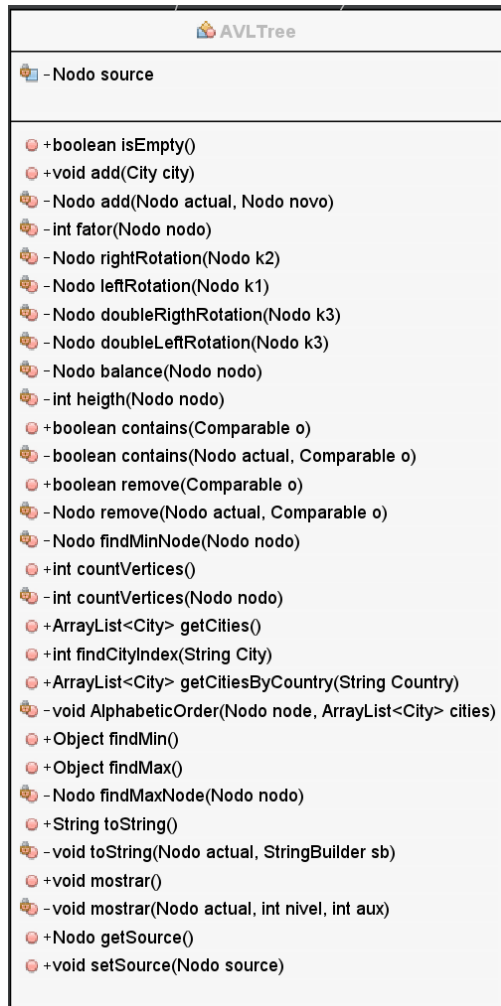 AVLTree
-Nodo source
+boolean isEmpty()
+void add(City city)
-Nodo add(Nodo actual, Nodo novo)
-int fator(Nodo nodo)
-Nodo rightRotation(Nodo k2)
-Nodo leftRotation(Nodo k1)
-Nodo doubleRigthRotation(Nodo k3)
-Nodo doubleLeftRotation(Nodo k3)
-Nodo balance(Nodo nodo)
-int heigth(Nodo nodo)
+boolean contains(Comparable o)
-boolean contains(Nodo actual, Comparable o)
+boolean remove(Comparable o)
-Nodo remove(Nodo actual, Comparable o)
-Nodo findMinNode(Nodo nodo)
+int countVertices()
-int countVertices(Nodo nodo)
+ArrayList<City> getCities()
+int findCityIndex(String City)
+ArrayList<City> getCitiesByCountry(String Country)
-void AlphabeticOrder(Nodo node, ArrayList<City> cities)
+Object findMin()
+Object findMax()
-Nodo findMaxNode(Nodo nodo)
+String toString()
-void toString(Nodo actual, StringBuilder sb)
+void mostrar()
-void mostrar(Nodo actual, int nivel, int aux)
+Nodo getSource()
+void setSource(Nodo source)